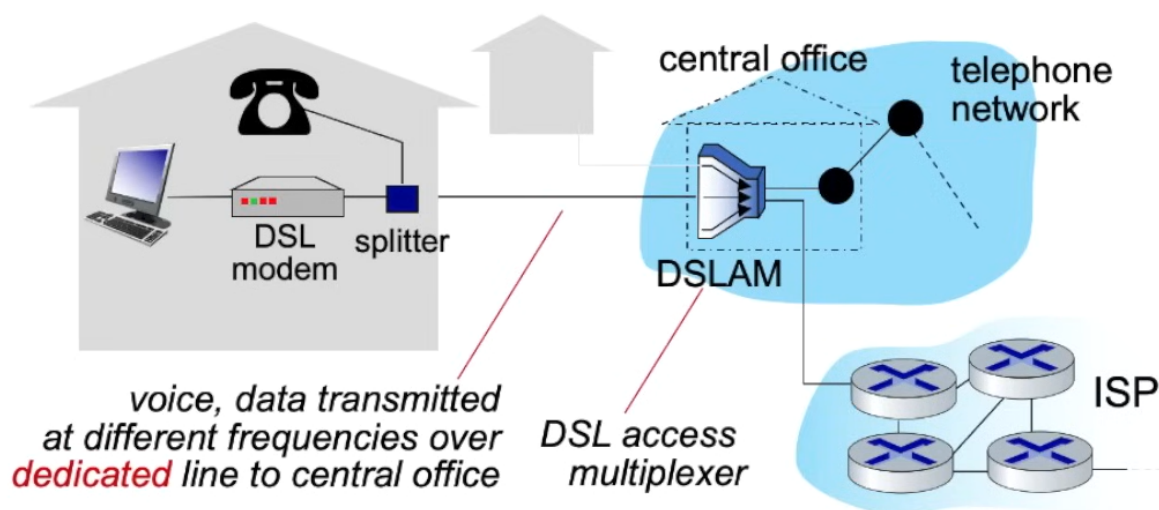 central office
telephone
network
DSL
modem
splitter
DSLAM
voice, data transmitted
at different frequencies over
dedicated line to central office
DSL access
multiplexer
ISP